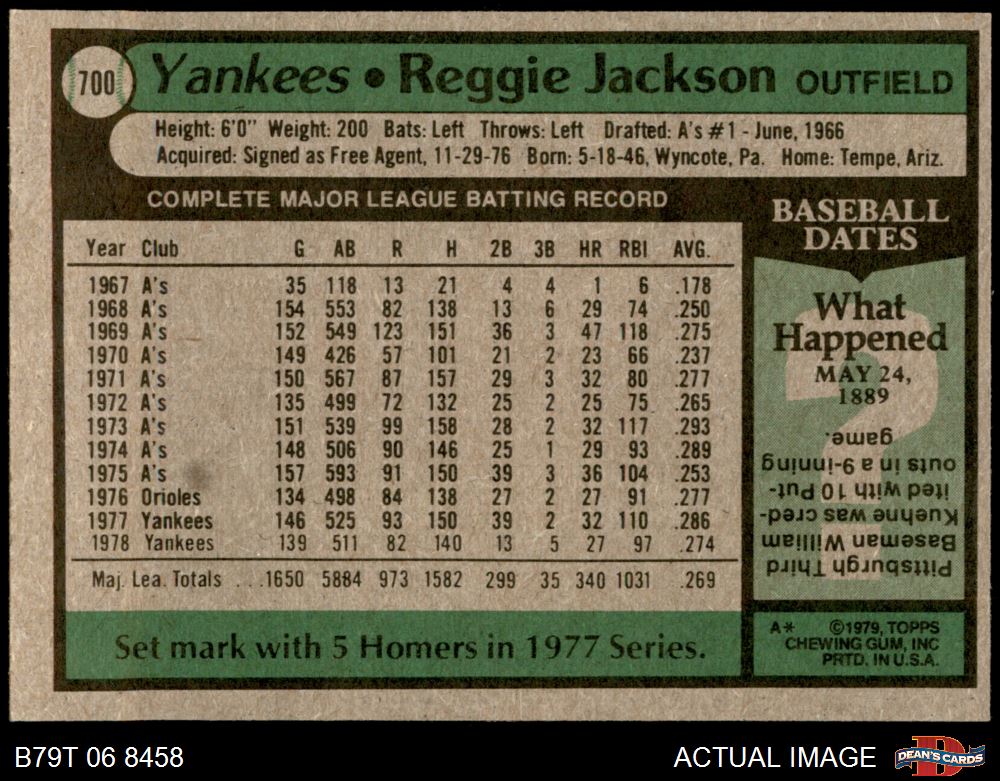 700 Yankees • Reggie Jackson OUTFIELD
Height: 6'0" Weight: 200 Bats: Left Throws: Left Drafted: A's #1 - June, 1966
Acquired: Signed as Free Agent, 11-29-76 Born: 5-18-46, Wyncote, Pa. Home: Tempe, Ariz.
COMPLETE MAJOR LEAGUE BATTING RECORD
Year Club G AB R H 2B 3B HR RBI AVG.
1967 A's 35 118 13 21 4 4 1 6 .178
1968 A's 154 553 82 138 13 6 29 74 .250
1969 A's 152 549 123 151 36 3 47 118 .275
1970 A's 149 426 57 101 21 2 23 66 .237
1971 A's 150 567 87 157 29 3 32 80 .277
1972 A's 135 499 72 132 25 2 25 75 .265
1973 A's 151 539 99 158 28 2 32 117 .293
1974 A's 148 506 90 146 25 1 29 93 .289
1975 A's 157 593 91 150 39 3 36 104 .253
1976 Orioles 134 498 84 138 27 2 27 91 .277
1977 Yankees 146 525 93 150 39 2 32 110 .286
1978 Yankees 139 511 82 140 13 5 27 97 .274
Maj. Lea. Totals ...1650 5884 973 1582 299 35 340 1031 .269
Set mark with 5 Homers in 1977 Series.
BASEBALL
DATES
What
Happened
MAY 24,
1889
Pittsburgh Third
Baseman William
Kuehne was cred-
ited with 10 Put-
outs in a 9-inning
game.
A* ©1979, TOPPS
CHEWING GUM, INC
PRTD. IN U.S.A.
B79T 06 8458 ACTUAL IMAGE D DEAN'S CARDS